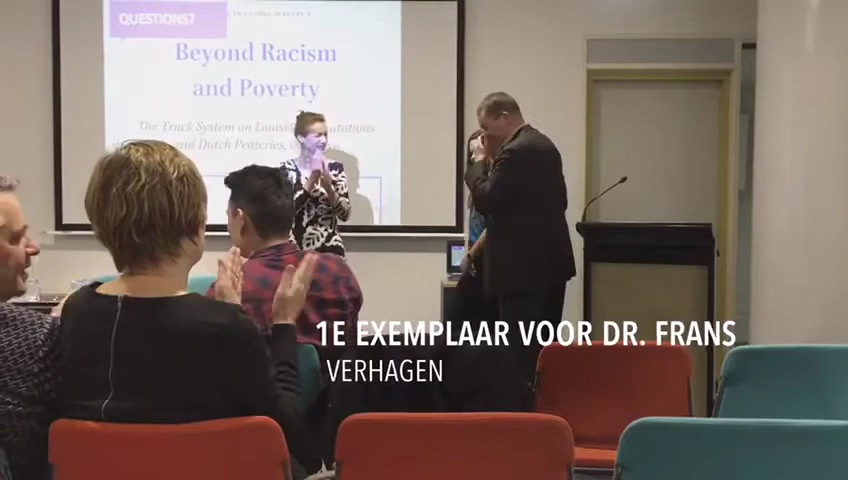 QUESTIONS?
Beyond Racism
and Poverty
The Truck System on Louisiana Plantations
and Dutch Peateries,
1E EXEMPLAAR VOOR DR. FRANS
VERHAGEN